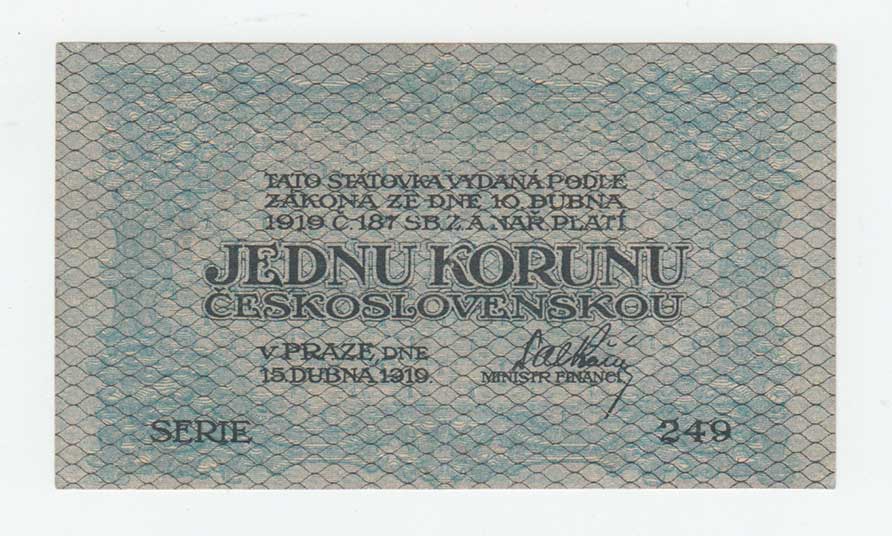 TATO STÁTOVKA VYDANÁ PODLE
ZÁKONA ZE DNE 10. DUBNA
1919 Č. 187 SB. Z. A. NAŘ. PLATÍ
JEDNU KORUNU
ČESKOSLOVENSKOU
V PRAZE, DNE
15. DUBNA 1919.
MINISTR FINANCÍ
SERIE 249